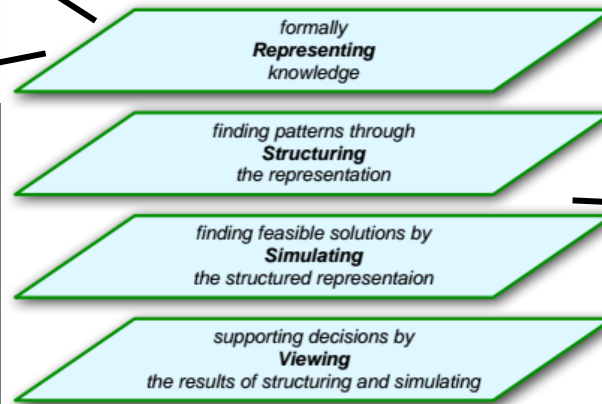 formally
Representing
knowledge
finding patterns through
Structuring
the representation
finding feasible solutions by
Simulating
the structured representaion
supporting decisions by
Viewing
the results of structuring and simulating